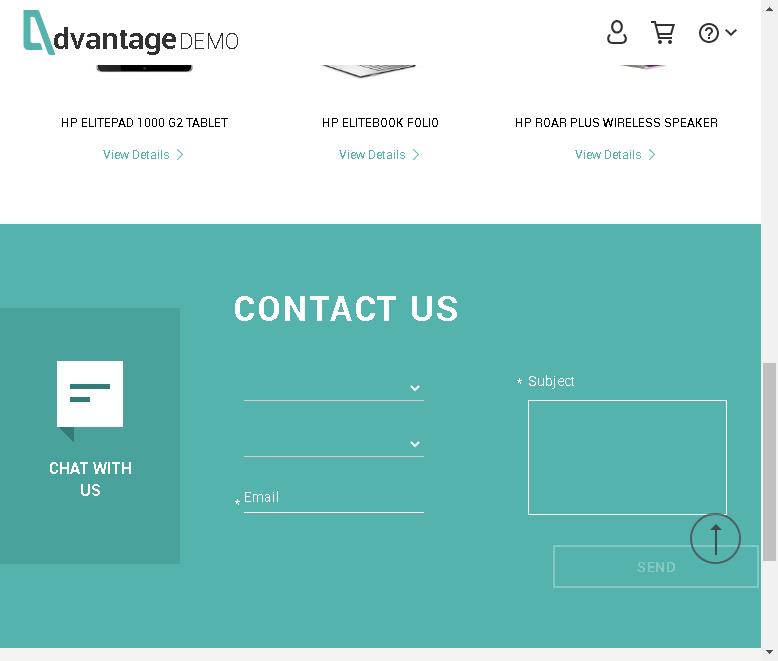 dvantage DEMO
HP ELITEPAD 1000 G2 TABLET
HP ELITEBOOK FOLIO
HP ROAR PLUS WIRELESS SPEAKER
View Details
View Details
View Details
CONTACT US
* Subject
CHAT WITH
US
* Email
SEND